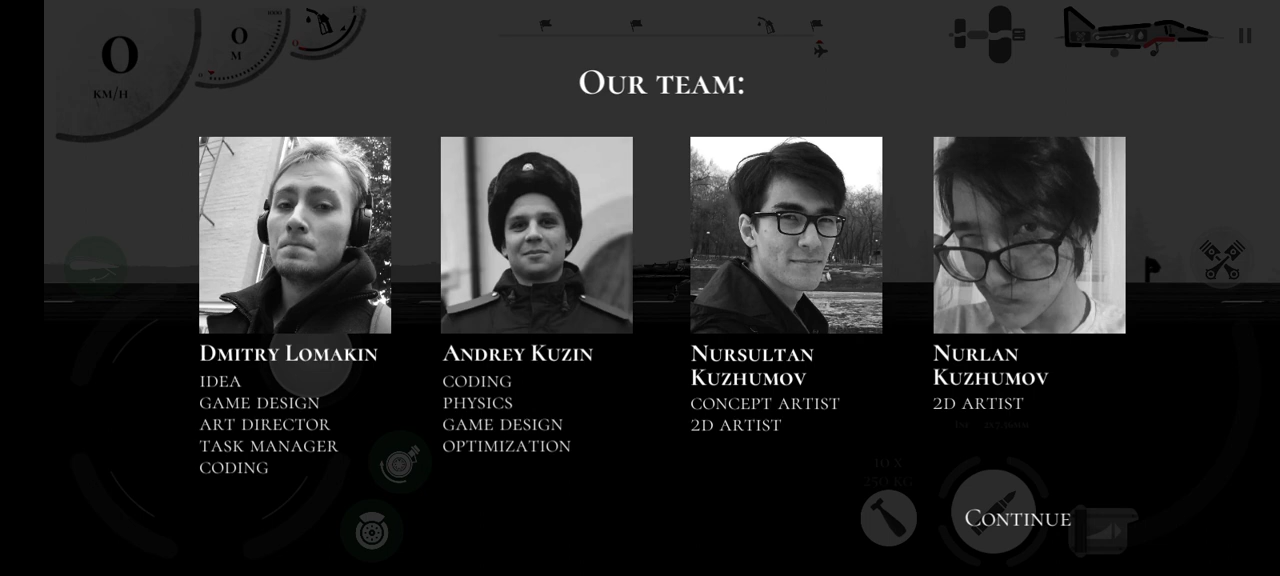 0
KM/H
0
M
Our team:
Dmitry Lomakin
idea
game design
art director
task manager
coding
Andrey Kuzin
coding
physics
game design
optimization
Nursultan
Kuzhumov
concept artist
2D artist
Nurlan
Kuzhumov
2D artist
10 x
250 kg
Continue